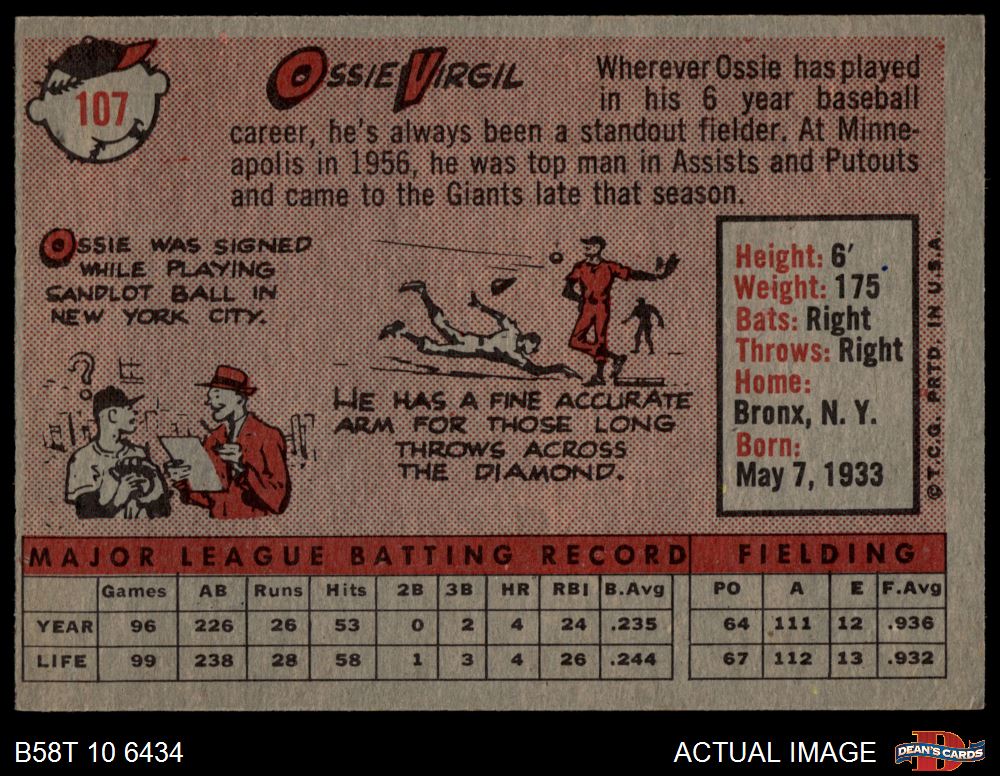 107
OSSIE VIRGIL
Wherever Ossie has played
in his 6 year baseball
career, he's always been a standout fielder. At Minne-
apolis in 1956, he was top man in Assists and Putouts
and came to the Giants late that season.
OSSIE WAS SIGNED
WHILE PLAYING
SANDLOT BALL IN
NEW YORK CITY.
?
HE HAS A FINE ACCURATE
ARM FOR THOSE LONG
THROWS ACROSS
THE DIAMOND.
Height: 6'
Weight: 175
Bats: Right
Throws: Right
Home:
Bronx, N. Y.
Born:
May 7, 1933
© T.C.G. PRTD. IN U.S.A.
MAJOR LEAGUE BATTING RECORD FIELDING
Games AB Runs Hits 2B 3B HR RBI B.Avg PO A E F.Avg
YEAR 96 226 26 53 0 2 4 24 .235 64 111 12 .936
LIFE 99 238 28 58 1 3 4 26 .244 67 112 13 .932
B58T 10 6434 ACTUAL IMAGE DEAN'S CARDS